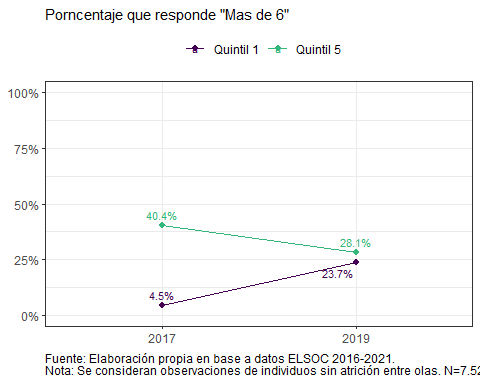 Porncentaje que responde "Mas de 6"
Quintil 1
Quintil 5
100%
75%
50%
25%
0%
40.4%
28.1%
4.5%
23.7%
2017
2019
Fuente: Elaboración propia en base a datos ELSOC 2016-2021.
Nota: Se consideran observaciones de individuos sin atrición entre olas. N=7.52